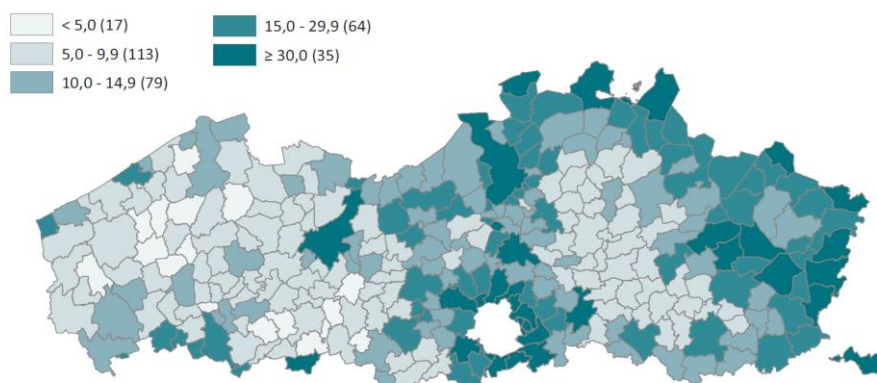 < 5,0 (17)
5,0 - 9,9 (113)
10,0 - 14,9 (79)
15,0 - 29,9 (64)
≥ 30,0 (35)